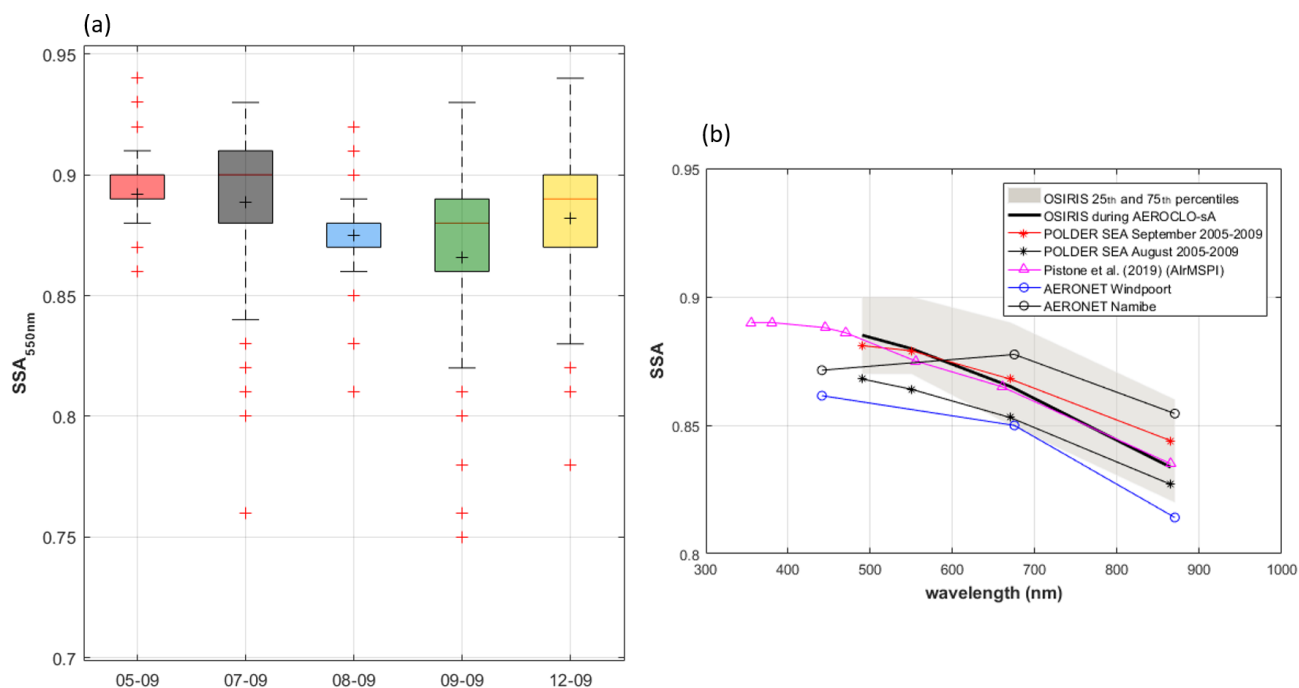 (a)
0.95
0.9
0.85
0.8
0.75
0.7
SSA550nm
05-09
07-09
08-09
09-09
12-09
(b)
0.95
0.9
0.85
0.8
SSA
300
400
500
600
700
800
900
1000
wavelength (nm)
OSIRIS 25th and 75th percentiles
OSIRIS during AEROCLO-sA
POLDER SEA September 2005-2009
POLDER SEA August 2005-2009
Pistone et al. (2019) (AIrMSPI)
AERONET Windpoort
AERONET Namibe